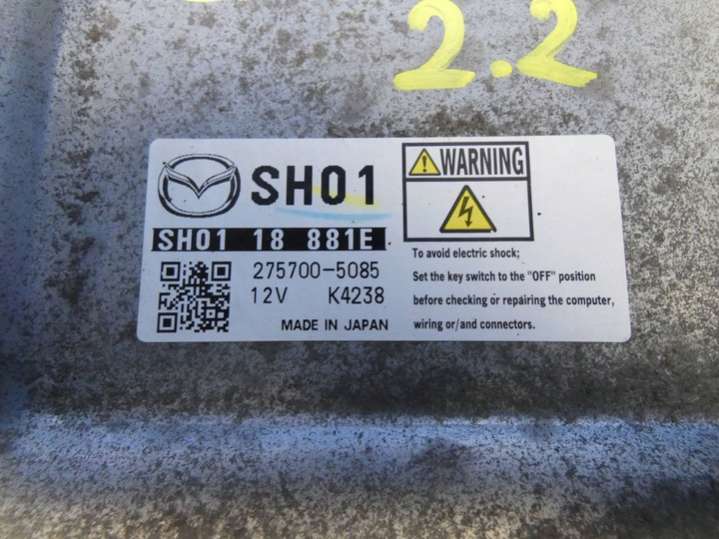 2.2
SH01
SH01 18 881E
275700-5085
12V K4238
MADE IN JAPAN
WARNING
To avoid electric shock;
Set the key switch to the "OFF" position
before checking or repairing the computer,
wiring or/and connectors.